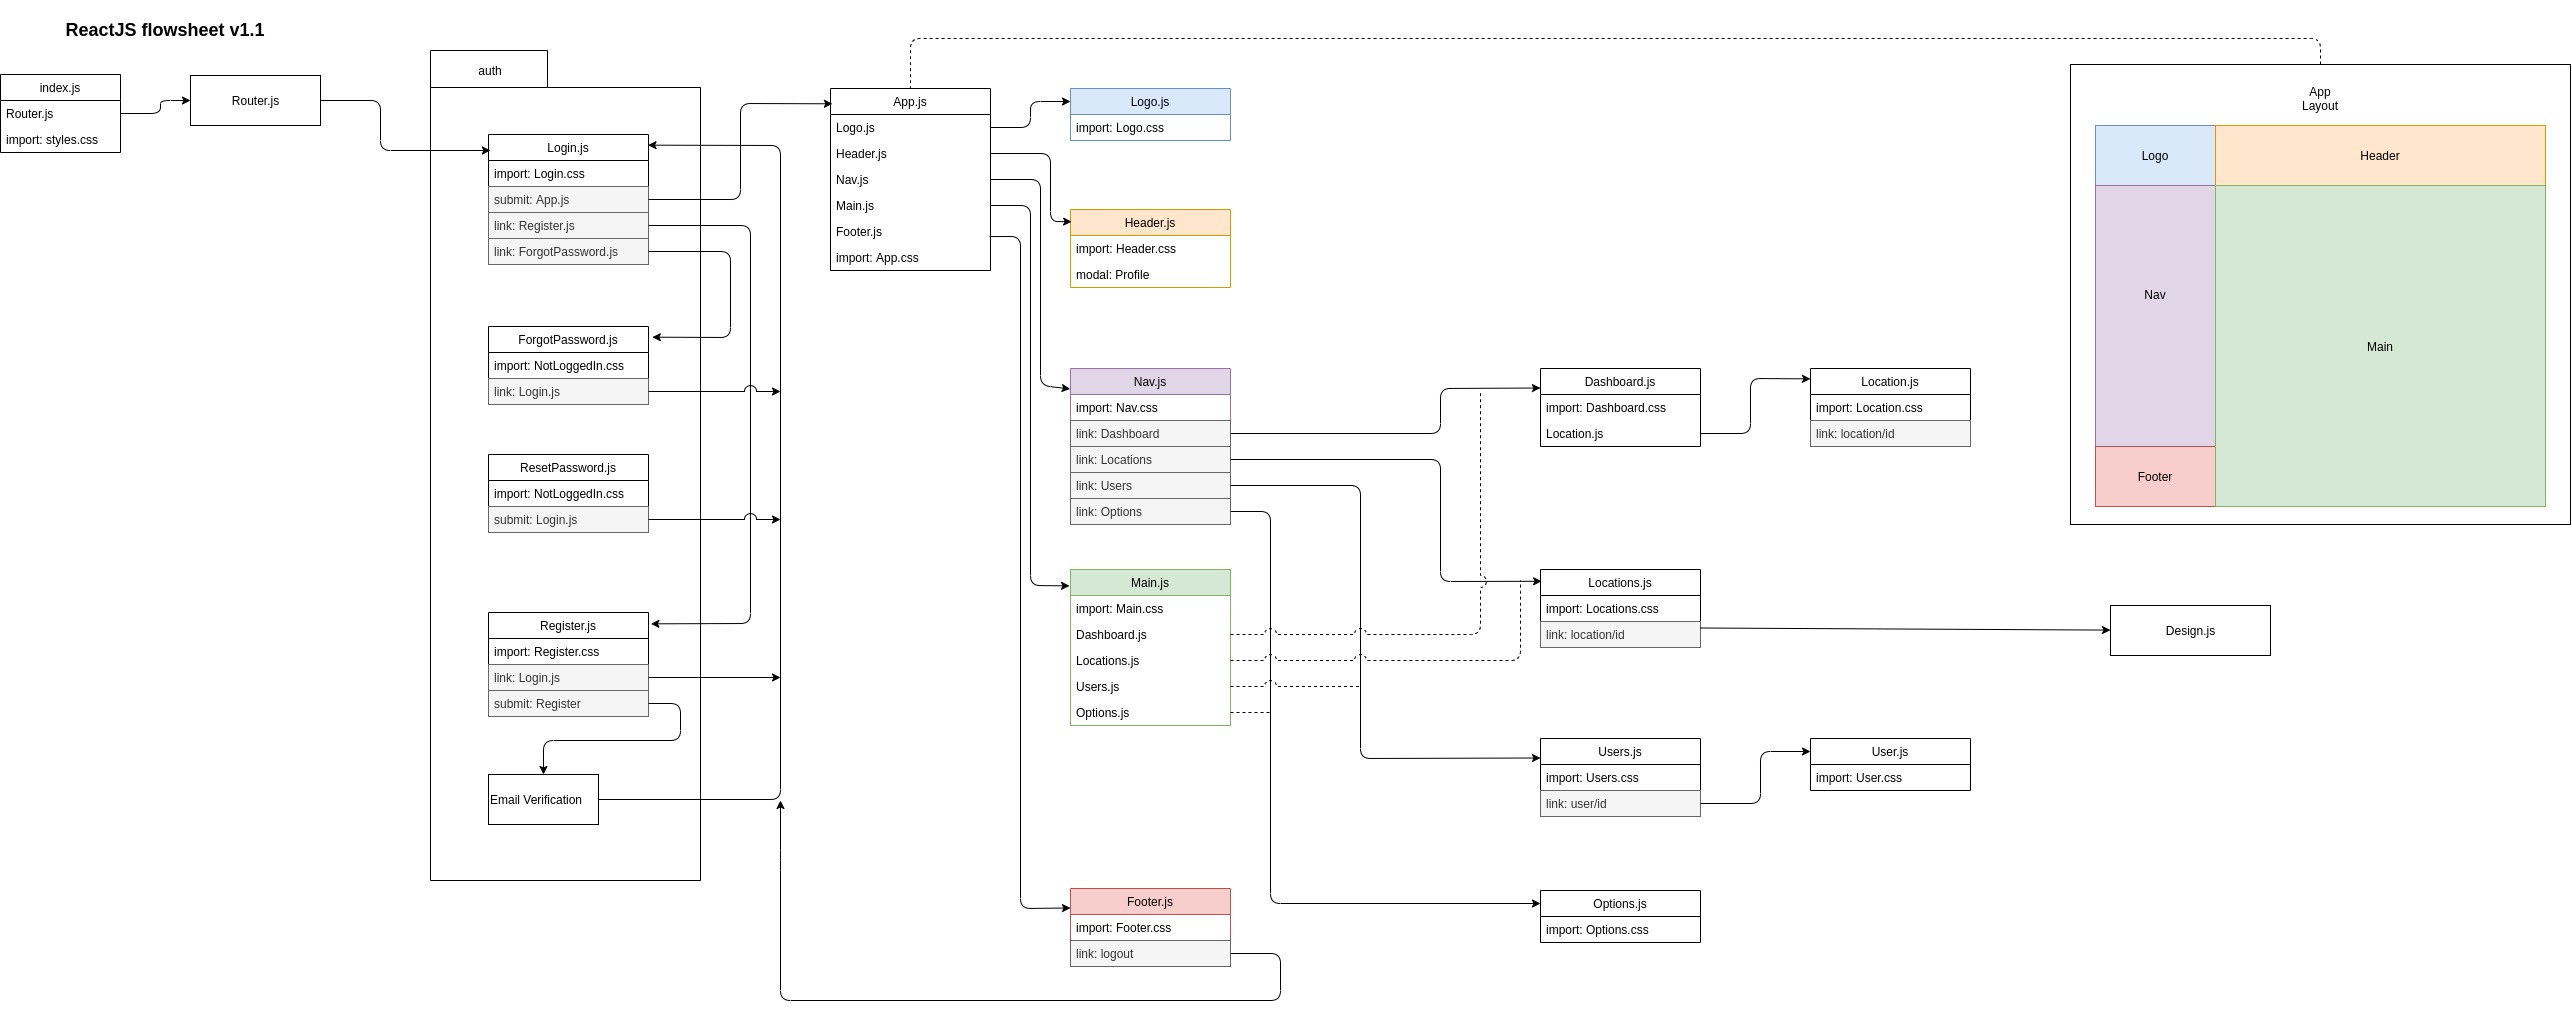 ReactJS flowsheet v1.1
index.js
Router.js
import: styles.css
Router.js
auth
Login.js
import: Login.css
submit: App.js
link: Register.js
link: ForgotPassword.js
ForgotPassword.js
import: NotLoggedIn.css
link: Login.js
ResetPassword.js
import: NotLoggedIn.css
submit: Login.js
Register.js
import: Register.css
link: Login.js
submit: Register
Email Verification
App.js
Logo.js
Header.js
Nav.js
Main.js
Footer.js
import: App.css
Logo.js
import: Logo.css
Header.js
import: Header.css
modal: Profile
Nav.js
import: Nav.css
link: Dashboard
link: Locations
link: Users
link: Options
Main.js
import: Main.css
Dashboard.js
Locations.js
Users.js
Options.js
Footer.js
import: Footer.css
link: logout
Dashboard.js
import: Dashboard.css
Location.js
Location.js
import: Location.css
link: location/id
Locations.js
import: Locations.css
link: location/id
Users.js
import: Users.css
link: user/id
User.js
import: User.css
Options.js
import: Options.css
Design.js
App
Layout
Logo
Header
Nav
Main
Footer